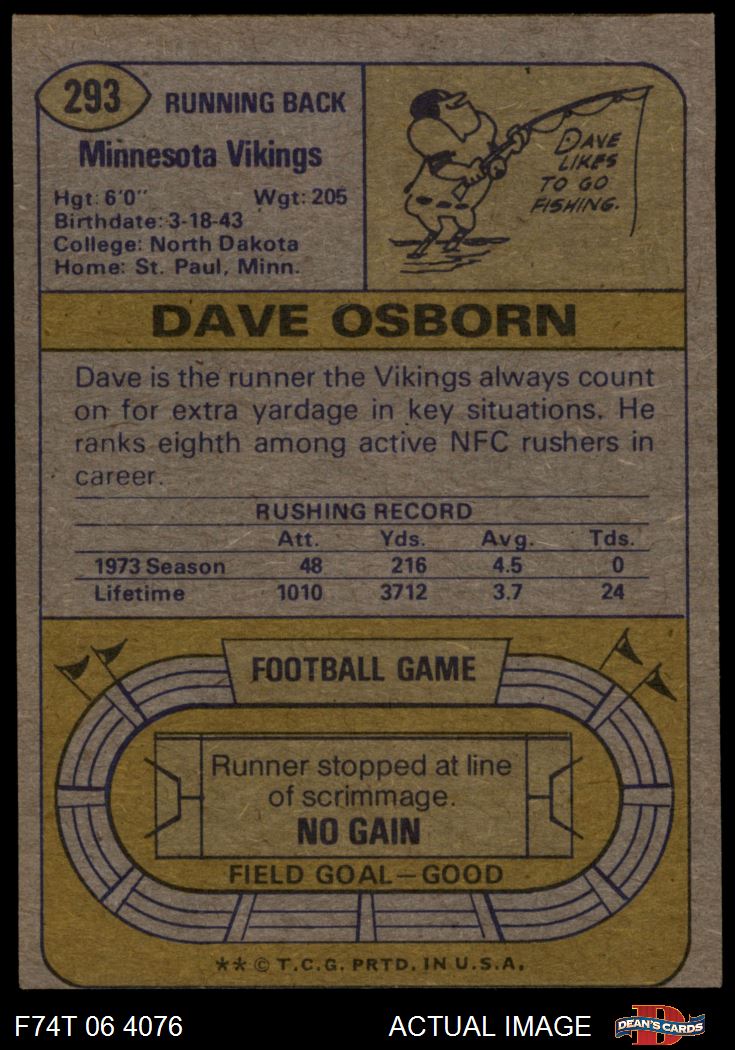 293
RUNNING BACK
Minnesota Vikings
Hgt: 6'0" Wgt: 205
Birthdate: 3-18-43
College: North Dakota
Home: St. Paul, Minn.
DAVE
LIKES
TO GO
FISHING.
DAVE OSBORN
Dave is the runner the Vikings always count
on for extra yardage in key situations. He
ranks eighth among active NFC rushers in
career.
RUSHING RECORD
Att. Yds. Avg. Tds.
1973 Season 48 216 4.5 0
Lifetime 1010 3712 3.7 24
FOOTBALL GAME
Runner stopped at line
of scrimmage.
NO GAIN
FIELD GOAL—GOOD
** © T.C.G. PRTD. IN U.S.A.
F74T 06 4076 ACTUAL IMAGE
D
DEAN'S CARDS